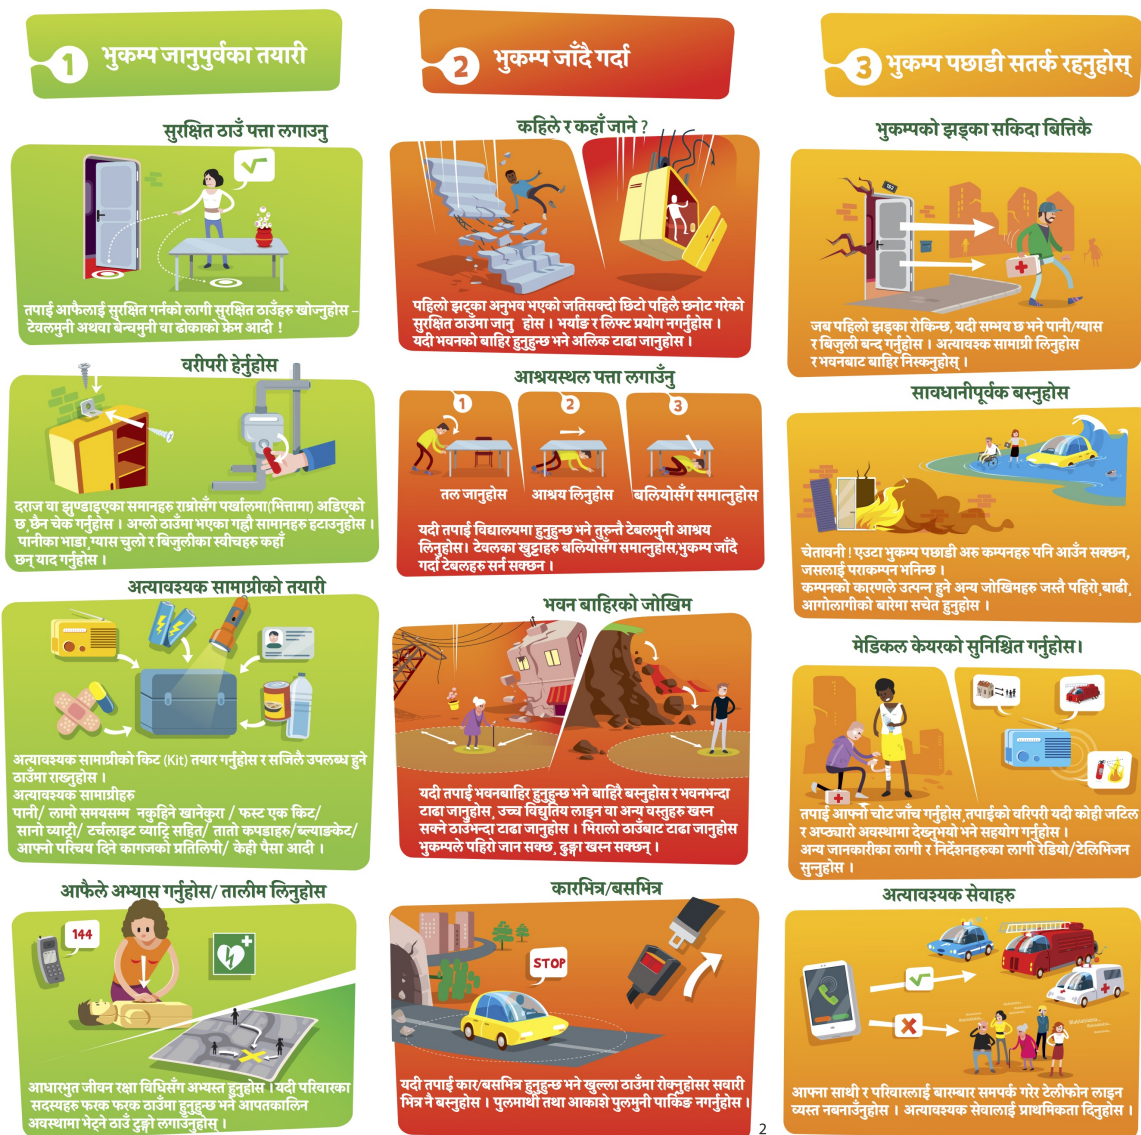 1 भुकम्प जानुपुर्वका तयारी
सुरक्षित ठाउँ पत्ता लगाउनु
तपाई आफैलाई सुरक्षित गर्नको लागी सुरक्षित ठाउँहरु खोज्नुहोस –
टेवलमुनी अथवा बेन्चमुनी वा ढोकाको फ्रेम आदी !
वरीपरी हेर्नुहोस
दराज वा झुण्डाइएका समानहरु राम्रोसँग पर्खालमा(भित्तामा) अडिएको
छ,छैन चेक गर्नुहोस । अग्लो ठाउँमा भएका गह्रौ सामानहरु हटाउनुहोस ।
पानीका भाडा,ग्यास चुलो र बिजुलीका स्वीचहरु कहाँ
छन् याद गर्नुहोस ।
अत्यावश्यक सामाग्रीको तयारी
अत्यावश्यक सामाग्रीको किट (Kit) तयार गर्नुहोस र सजिलै उपलब्ध हुने
ठाउँमा राख्नुहोस ।
अत्यावश्यक सामाग्रीहरु
पानी/ लामो समयसम्म नकुहिने खानेकुरा / फस्ट एक किट/
सानो व्याट्री/ टर्चलाइट व्याट्रि सहित/ तातो कपडाहरु/ब्ल्याङकेट/
आफ्नो परिचय दिने कागजको प्रतिलिपी/ केही पैसा आदी ।
आफैले अभ्यास गर्नुहोस/ तालीम लिनुहोस
144
आधारभुत जीवन रक्षा विधिसँग अभ्यस्त हुनुहोस ।यदी परिवारका
सदस्यहरु फरक फरक ठाउँमा हुनुहुन्छ भने आपतकालिन
अवस्थामा भेट्ने ठाउँ टुङ्गो लगाउनुहोस् ।
2 भुकम्प जाँदै गर्दा
कहिले र कहाँ जाने ?
पहिलो झट्का अनुभव भएको जतिसक्दो छिटो पहिलै छनोट गरेको
सुरक्षित ठाउँमा जानु होस । भर्याङ र लिफ्ट प्रयोग नगर्नुहोस ।
यदी भवनको बाहिर हुनुहुन्छ भने अलिक टाढा जानुहोस ।
आश्रयस्थल पत्ता लगाउँनु
1 2 3
तल जानुहोस आश्रय लिनुहोस बलियोसँग समात्नुहोस
यदी तपाई विद्यालयमा हुनुहुन्छ भने तुरुन्तै टेबलमुनी आश्रय
लिनुहोस। टेवलका खुट्टाहरु बलियोसँग समात्नुहोस,भुकम्प जाँदै
गर्दा टेबलहरु सर्न सक्छन ।
भवन बाहिरको जोखिम
यदी तपाई भवनबाहिर हुनुहुन्छ भने बाहिरै बस्नुहोस र भवनभन्दा
टाढा जानुहोस, उच्च विद्युतिय लाइन वा अन्य वस्तुहरु खस्न
सक्ने ठाउँभन्दा टाढा जानुहोस । भिरालो ठाउँबाट टाढा जानुहोस
भुकम्पले पहिरो जान सक्छ, ढुङ्गा खस्न सक्छन् ।
कारभित्र/बसभित्र
STOP
यदी तपाई कार/बसभित्र हुनुहुन्छ भने खुल्ला ठाउँमा रोक्नुहोसर सवारी
भित्र नै बस्नुहोस । पुलमाथी तथा आकाशे पुलमुनी पार्किङ नगर्नुहोस ।
2
3 भुकम्प पछाडी सतर्क रहनुहोस्
भुकम्पको झड्का सकिदा बित्तिकै
जब पहिलो झड्का रोकिन्छ, यदी सम्भव छ भने पानी/ग्यास
र बिजुली बन्द गर्नुहोस । अत्यावश्क सामाग्री लिनुहोस
र भवनबाट बाहिर निस्कनुहोस् ।
सावधानीपूर्वक बस्नुहोस
चेतावनी ! एउटा भुकम्प पछाडी अरु कम्पनहरु पनि आउँन सक्छन,
जसलाई पराकम्पन भनिन्छ ।
कम्पनको कारणले उत्पन्न हुने अन्य जोखिमहरु जस्तै पहिरो,बाढी,
आगोलागीको बारेमा सचेत हुनुहोस ।
मेडिकल केयरको सुनिश्चित गर्नुहोस।
तपाई आफ्नो चोट जाँच गर्नुहोस,तपाईको वरिपरी यदी कोही जटिल
र अप्ठ्यारो अवस्थामा देख्नुभयो भने सहयोग गर्नुहोस ।
अन्य जानकारीका लागी र निर्देशनहरुका लागी रेडियो/टेलिभिजन
सुन्नुहोस ।
अत्यावश्यक सेवाहरु
आफ्ना साथी र परिवारलाई बारम्बार सम्पर्क गरेर टेलीफोन लाइन
व्यस्त नबनाउँनुहोस । अत्यावश्यक सेवालाई प्राथमिकता दिनुहोस ।